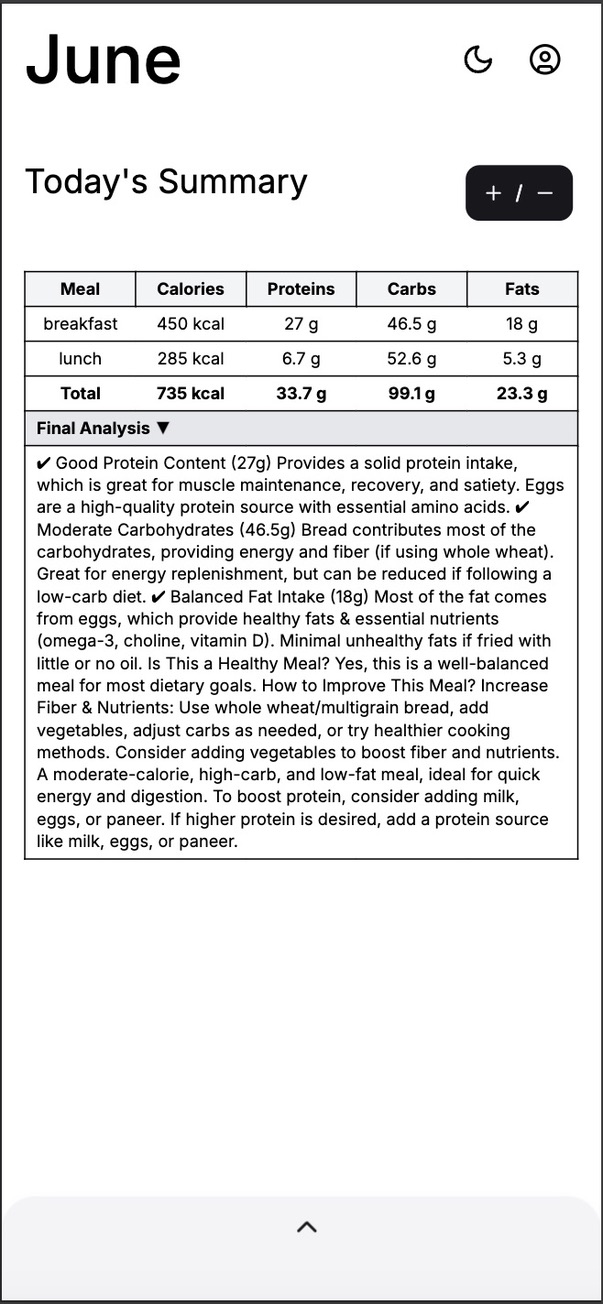 June
Today's Summary
+ / −
Meal Calories Proteins Carbs Fats
breakfast 450 kcal 27 g 46.5 g 18 g
lunch 285 kcal 6.7 g 52.6 g 5.3 g
Total 735 kcal 33.7 g 99.1 g 23.3 g
Final Analysis ▼
✔ Good Protein Content (27g) Provides a solid protein intake,
which is great for muscle maintenance, recovery, and satiety. Eggs
are a high-quality protein source with essential amino acids. ✔
Moderate Carbohydrates (46.5g) Bread contributes most of the
carbohydrates, providing energy and fiber (if using whole wheat).
Great for energy replenishment, but can be reduced if following a
low-carb diet. ✔ Balanced Fat Intake (18g) Most of the fat comes
from eggs, which provide healthy fats & essential nutrients
(omega-3, choline, vitamin D). Minimal unhealthy fats if fried with
little or no oil. Is This a Healthy Meal? Yes, this is a well-balanced
meal for most dietary goals. How to Improve This Meal? Increase
Fiber & Nutrients: Use whole wheat/multigrain bread, add
vegetables, adjust carbs as needed, or try healthier cooking
methods. Consider adding vegetables to boost fiber and nutrients.
A moderate-calorie, high-carb, and low-fat meal, ideal for quick
energy and digestion. To boost protein, consider adding milk,
eggs, or paneer. If higher protein is desired, add a protein source
like milk, eggs, or paneer.